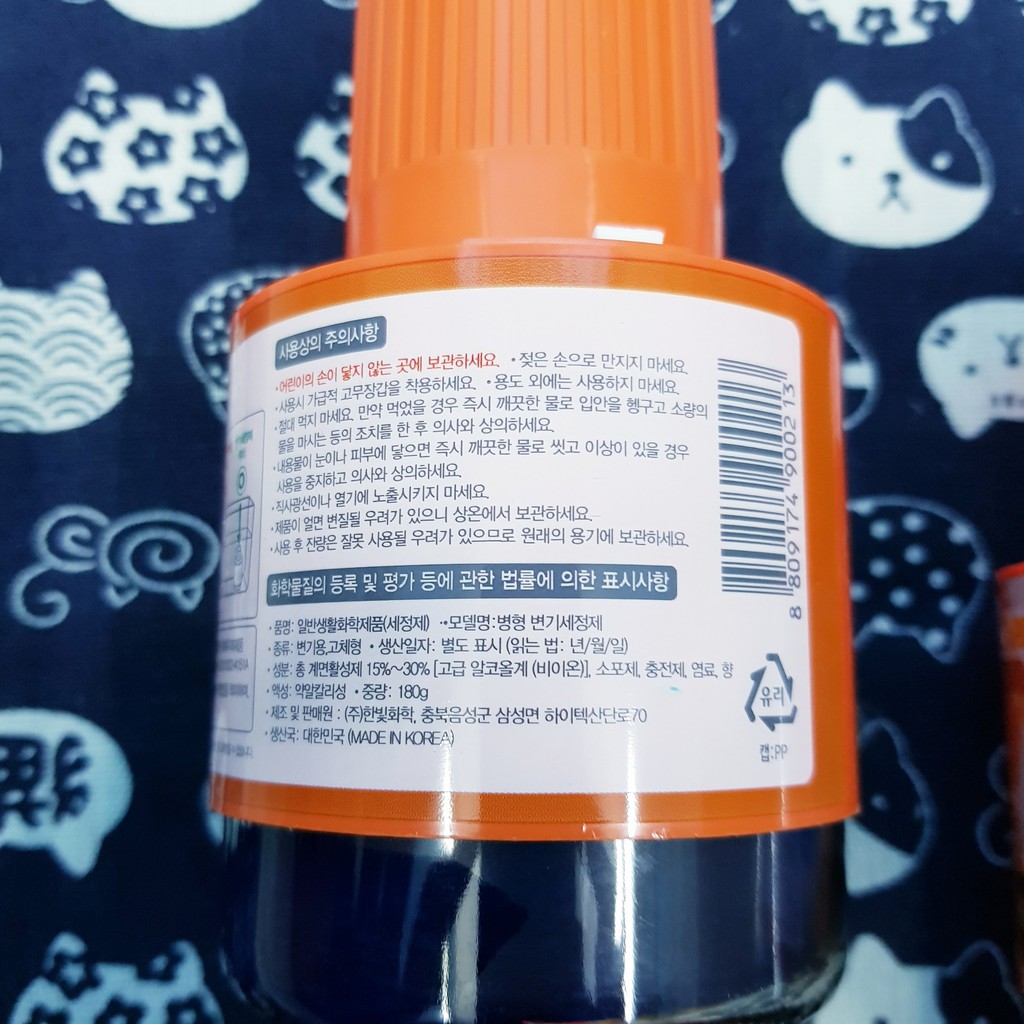 사용상의 주의사항
•어린이의 손이 닿지 않는 곳에 보관하세요. •젖은 손으로 만지지 마세요.
•사용시 가급적 고무장갑을 착용하세요. •용도 외에는 사용하지 마세요.
•절대 먹지 마세요. 만약 먹었을 경우 즉시 깨끗한 물로 입안을 헹구고 소량의
물을 마시는 등의 조치를 한 후 의사와 상의하세요.
•내용물이 눈이나 피부에 닿으면 즉시 깨끗한 물로 씻고 이상이 있을 경우
사용을 중지하고 의사와 상의하세요.
•직사광선이나 열기에 노출시키지 마세요.
•제품이 얼면 변질될 우려가 있으니 상온에서 보관하세요.
•사용 후 잔량은 잘못 사용될 우려가 있으므로 원래의 용기에 보관하세요.
화학물질의 등록 및 평가 등에 관한 법률에 의한 표시사항
•품명: 일반생활화학제품(세정제) •모델명:병형 변기세정제
•종류: 변기용,고체형 •생산일자: 별도 표시 (읽는 법: 년/월/일)
•성분: 총 계면활성제 15%~30% [고급 알코올계 (비이온)], 소포제, 충전제, 염료, 향
•액성: 약알칼리성 •중량: 180g
•제조 및 판매원 : (주)한빛화학, 충북음성군 삼성면 하이텍산단로70
•생산국: 대한민국 (MADE IN KOREA)
8 809174 900213
유리
캡:PP